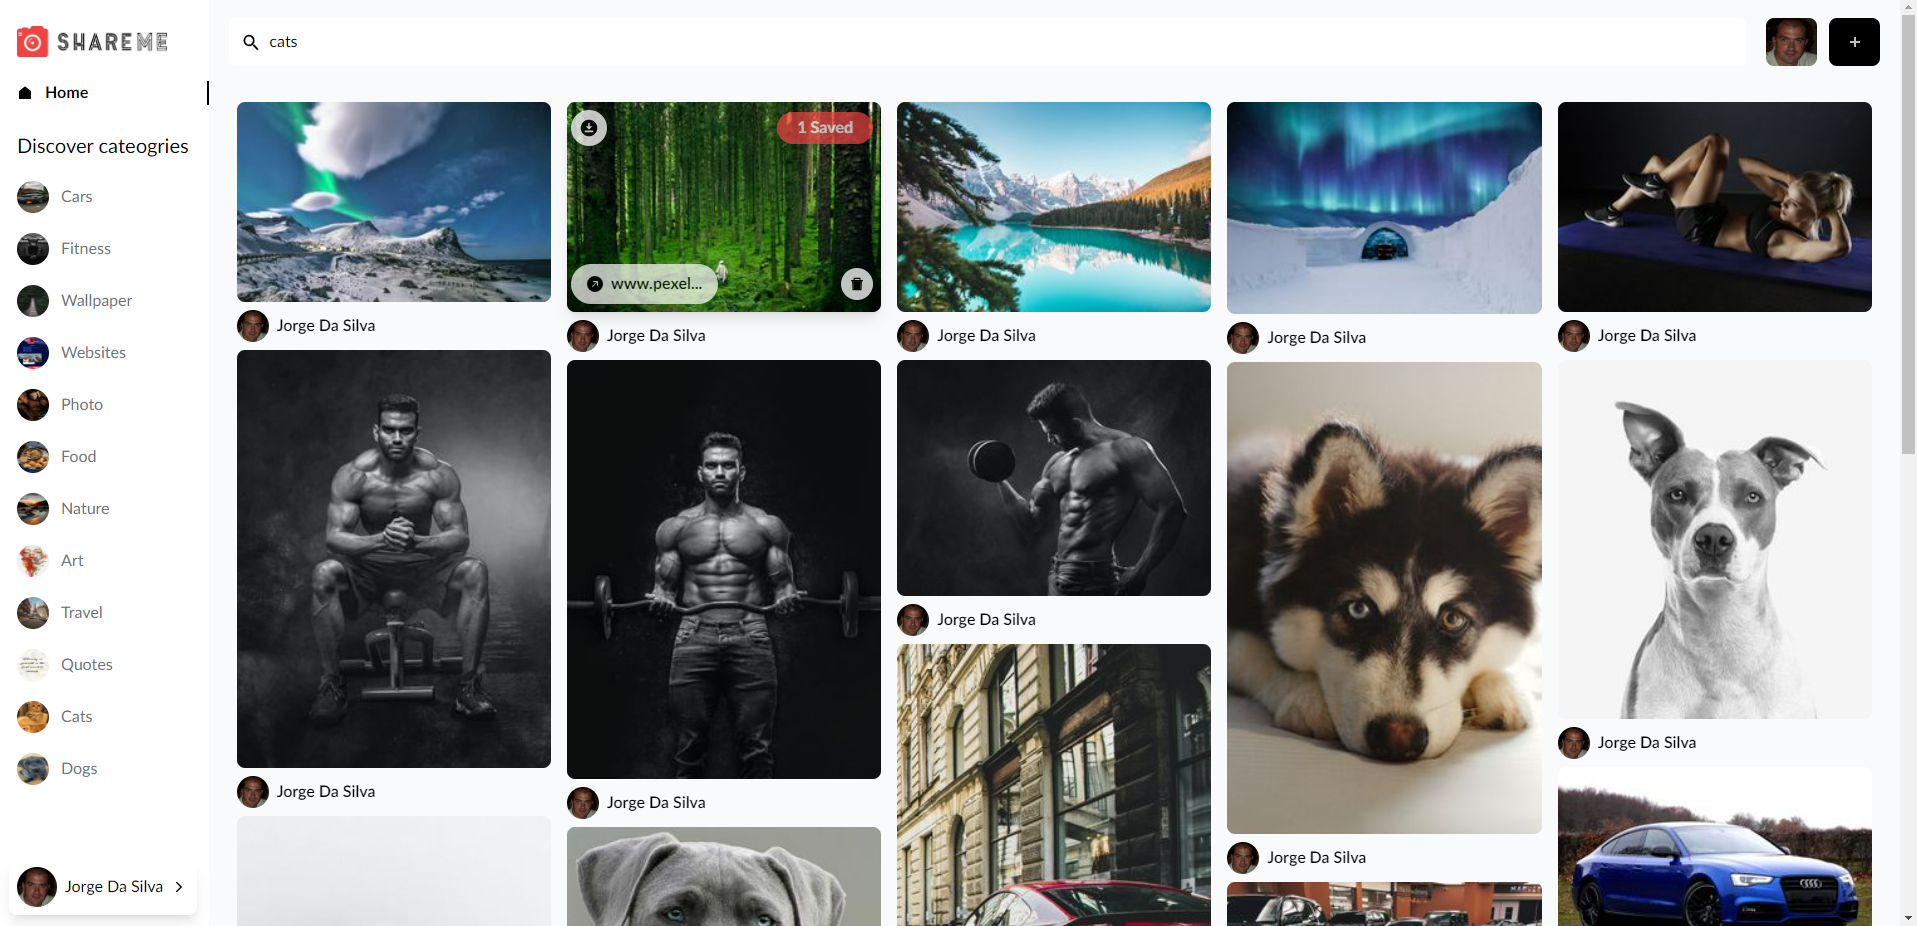 SHAREME
cats
+
Home
Discover cateogries
Cars
Fitness
Wallpaper
Websites
Photo
Food
Nature
Art
Travel
Quotes
Cats
Dogs
Jorge Da Silva
1 Saved
www.pexel...
Jorge Da Silva
Jorge Da Silva
Jorge Da Silva
Jorge Da Silva
Jorge Da Silva
Jorge Da Silva
Jorge Da Silva
Jorge Da Silva
Jorge Da Silva
Jorge Da Silva